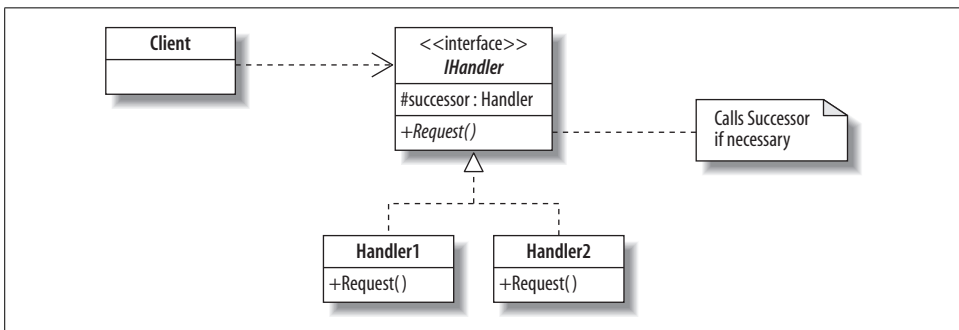 Client
<<interface>>
IHandler
#successor : Handler
+Request()
Calls Successor
if necessary
Handler1
+Request()
Handler2
+Request()